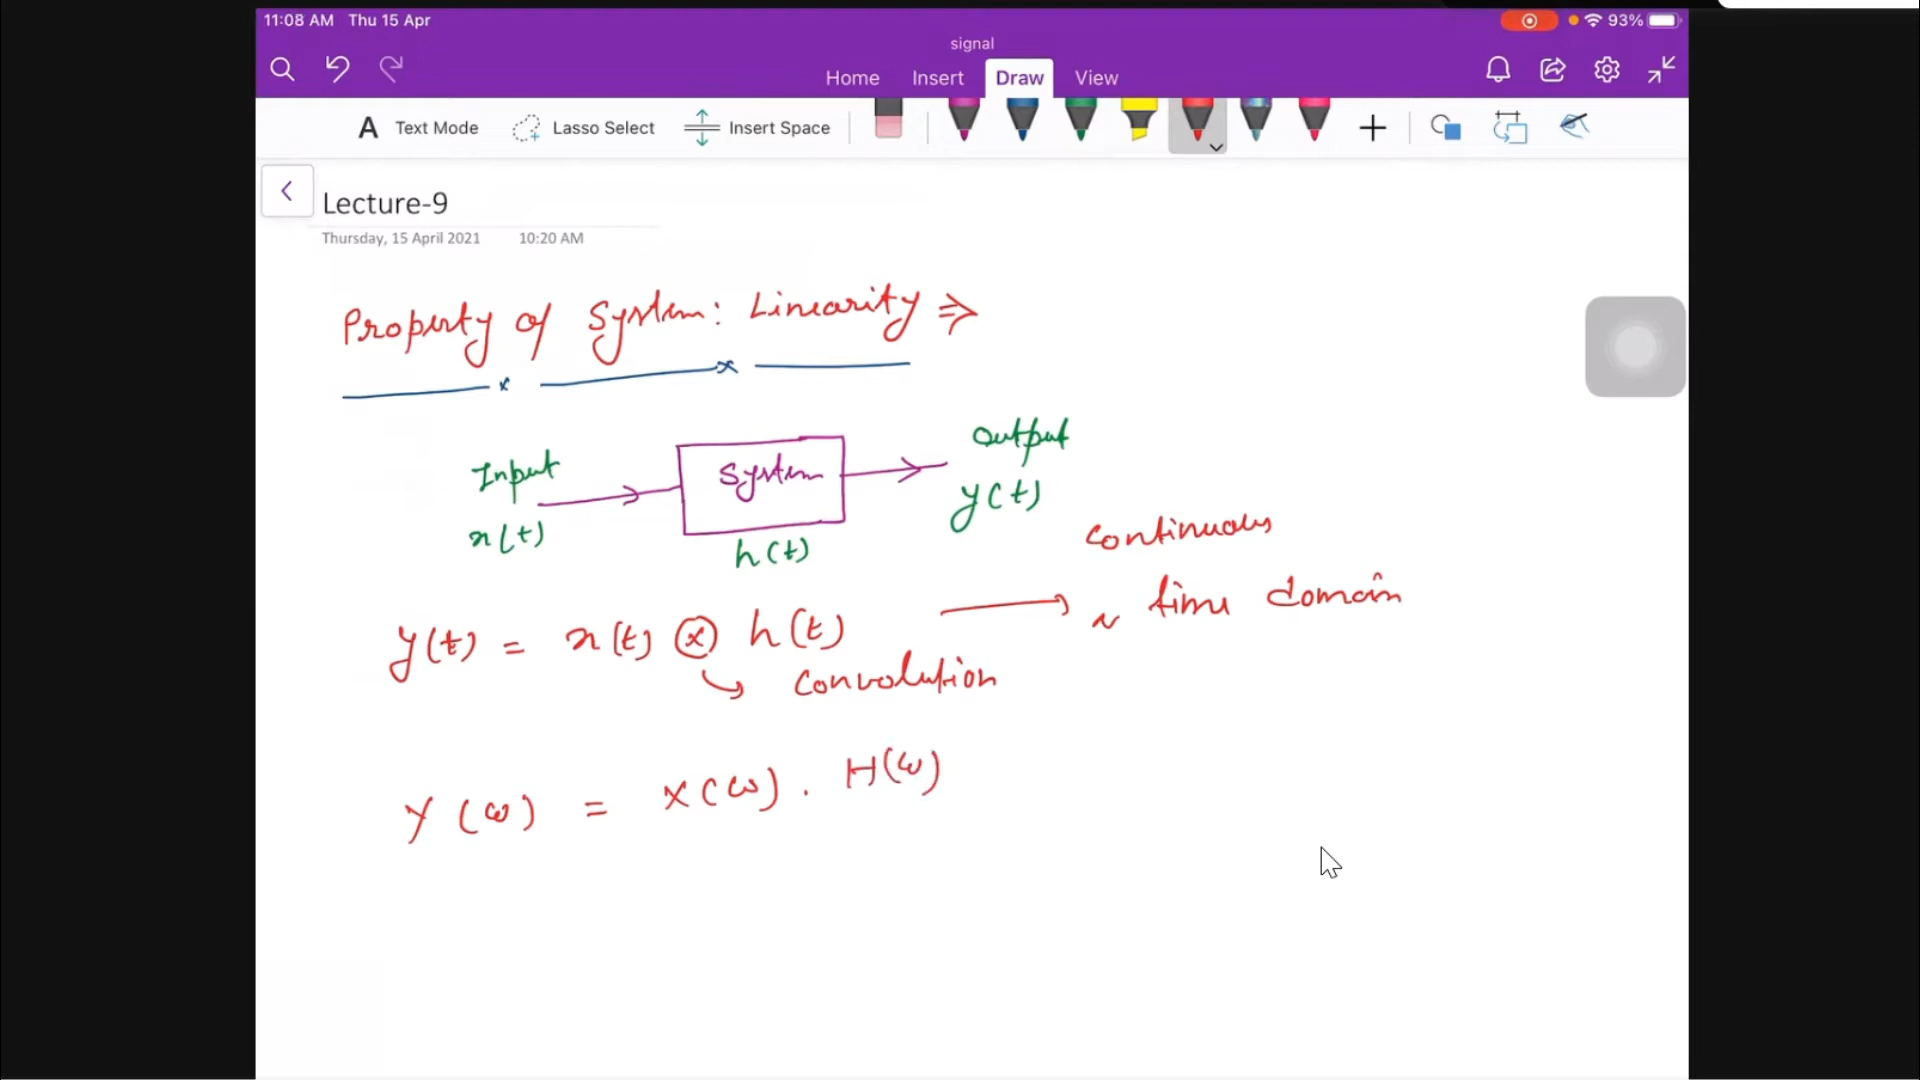 11:08 AM Thu 15 Apr
93%
signal
Home Insert Draw View
A Text Mode Lasso Select Insert Space
Lecture-9
Thursday, 15 April 2021 10:20 AM
Property of System: Linearity ⇒
Input
x(t)
System
h(t)
Output
y(t)
y(t) = x(t) ⊗ h(t) → continuous
~ time domain
↳ convolution
Y(ω) = X(ω) . H(ω)